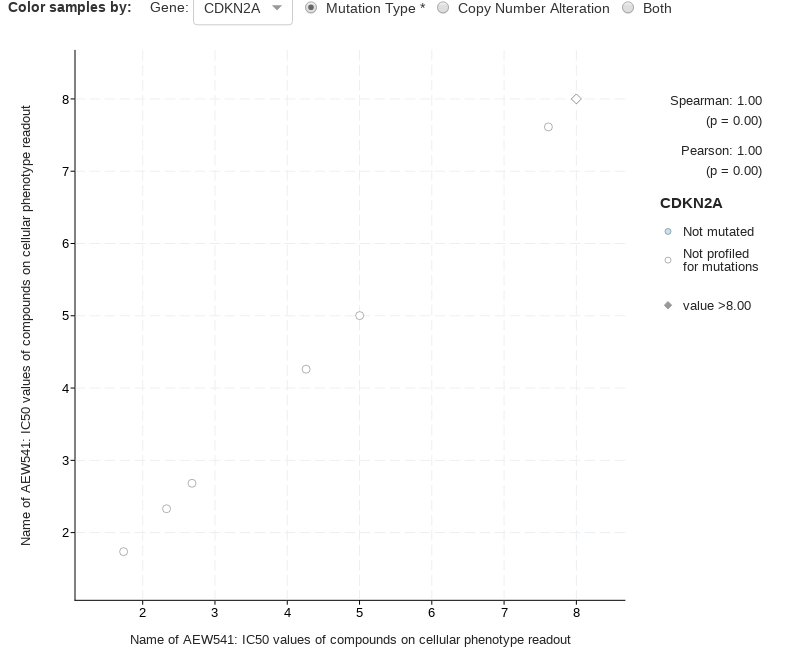 Color samples by: Gene: CDKN2A Mutation Type * Copy Number Alteration Both
Name of AEW541: IC50 values of compounds on cellular phenotype readout
8
7
6
5
4
3
2
2 3 4 5 6 7 8
Name of AEW541: IC50 values of compounds on cellular phenotype readout
Spearman: 1.00
(p = 0.00)
Pearson: 1.00
(p = 0.00)
CDKN2A
Not mutated
Not profiled
for mutations
value >8.00